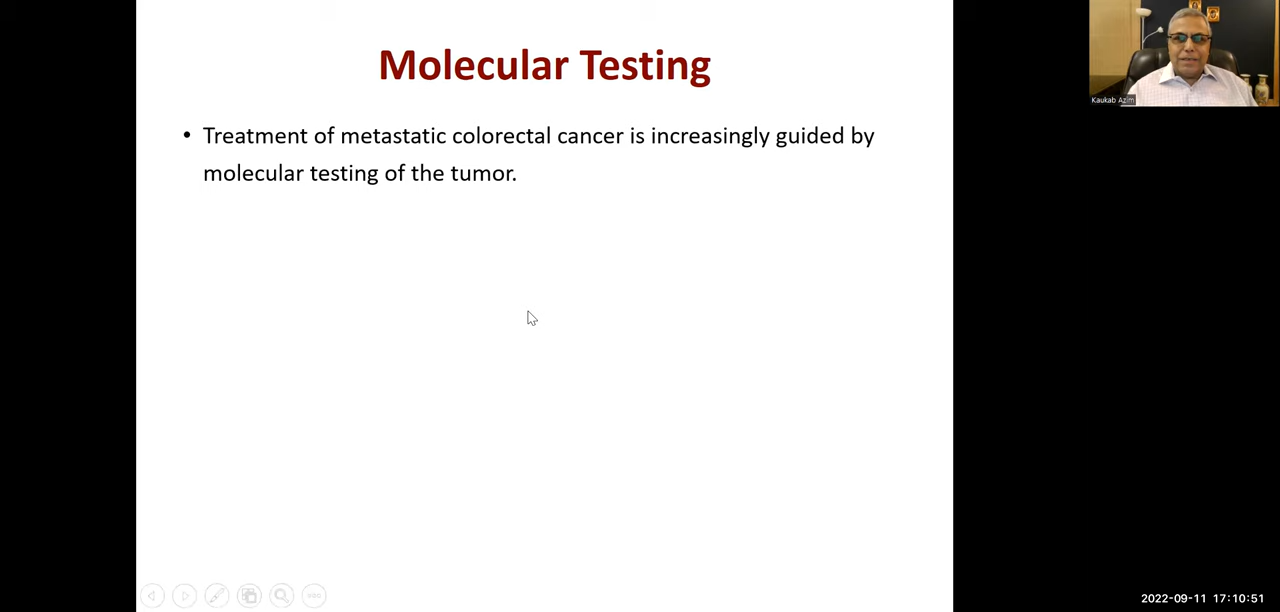 Molecular Testing
• Treatment of metastatic colorectal cancer is increasingly guided by
molecular testing of the tumor.
Kaukab Azim
2022-09-11 17:10:51